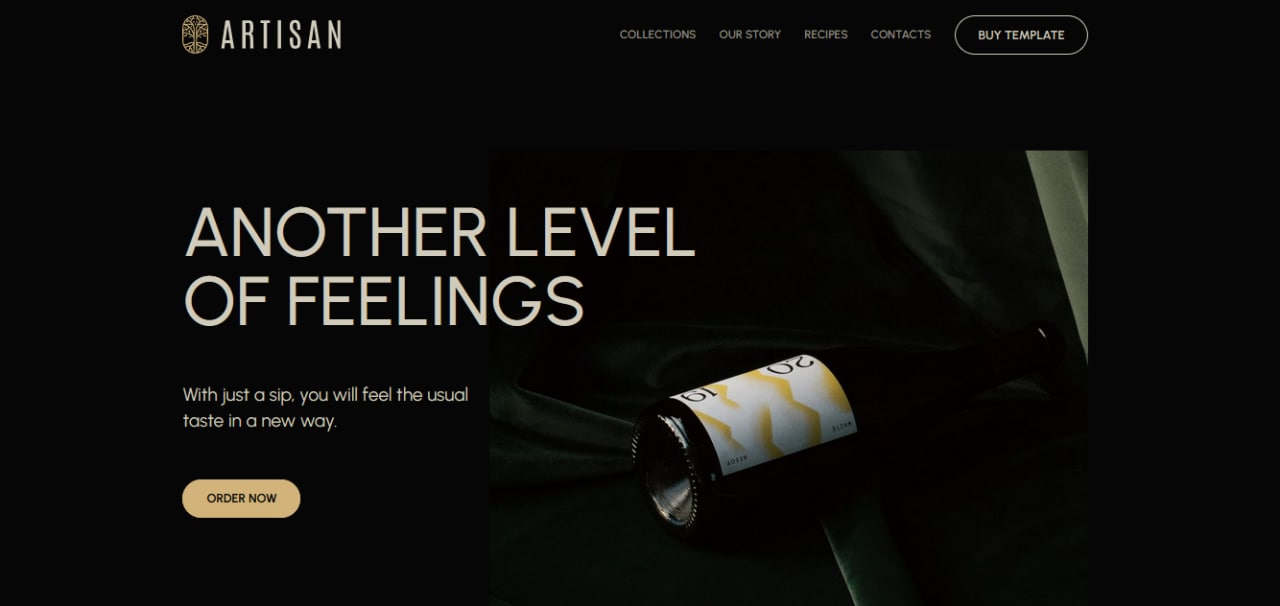 ARTISAN
COLLECTIONS
OUR STORY
RECIPES
CONTACTS
BUY TEMPLATE
ANOTHER LEVEL
OF FEELINGS
With just a sip, you will feel the usual
taste in a new way.
ORDER NOW
20
19
WHITE